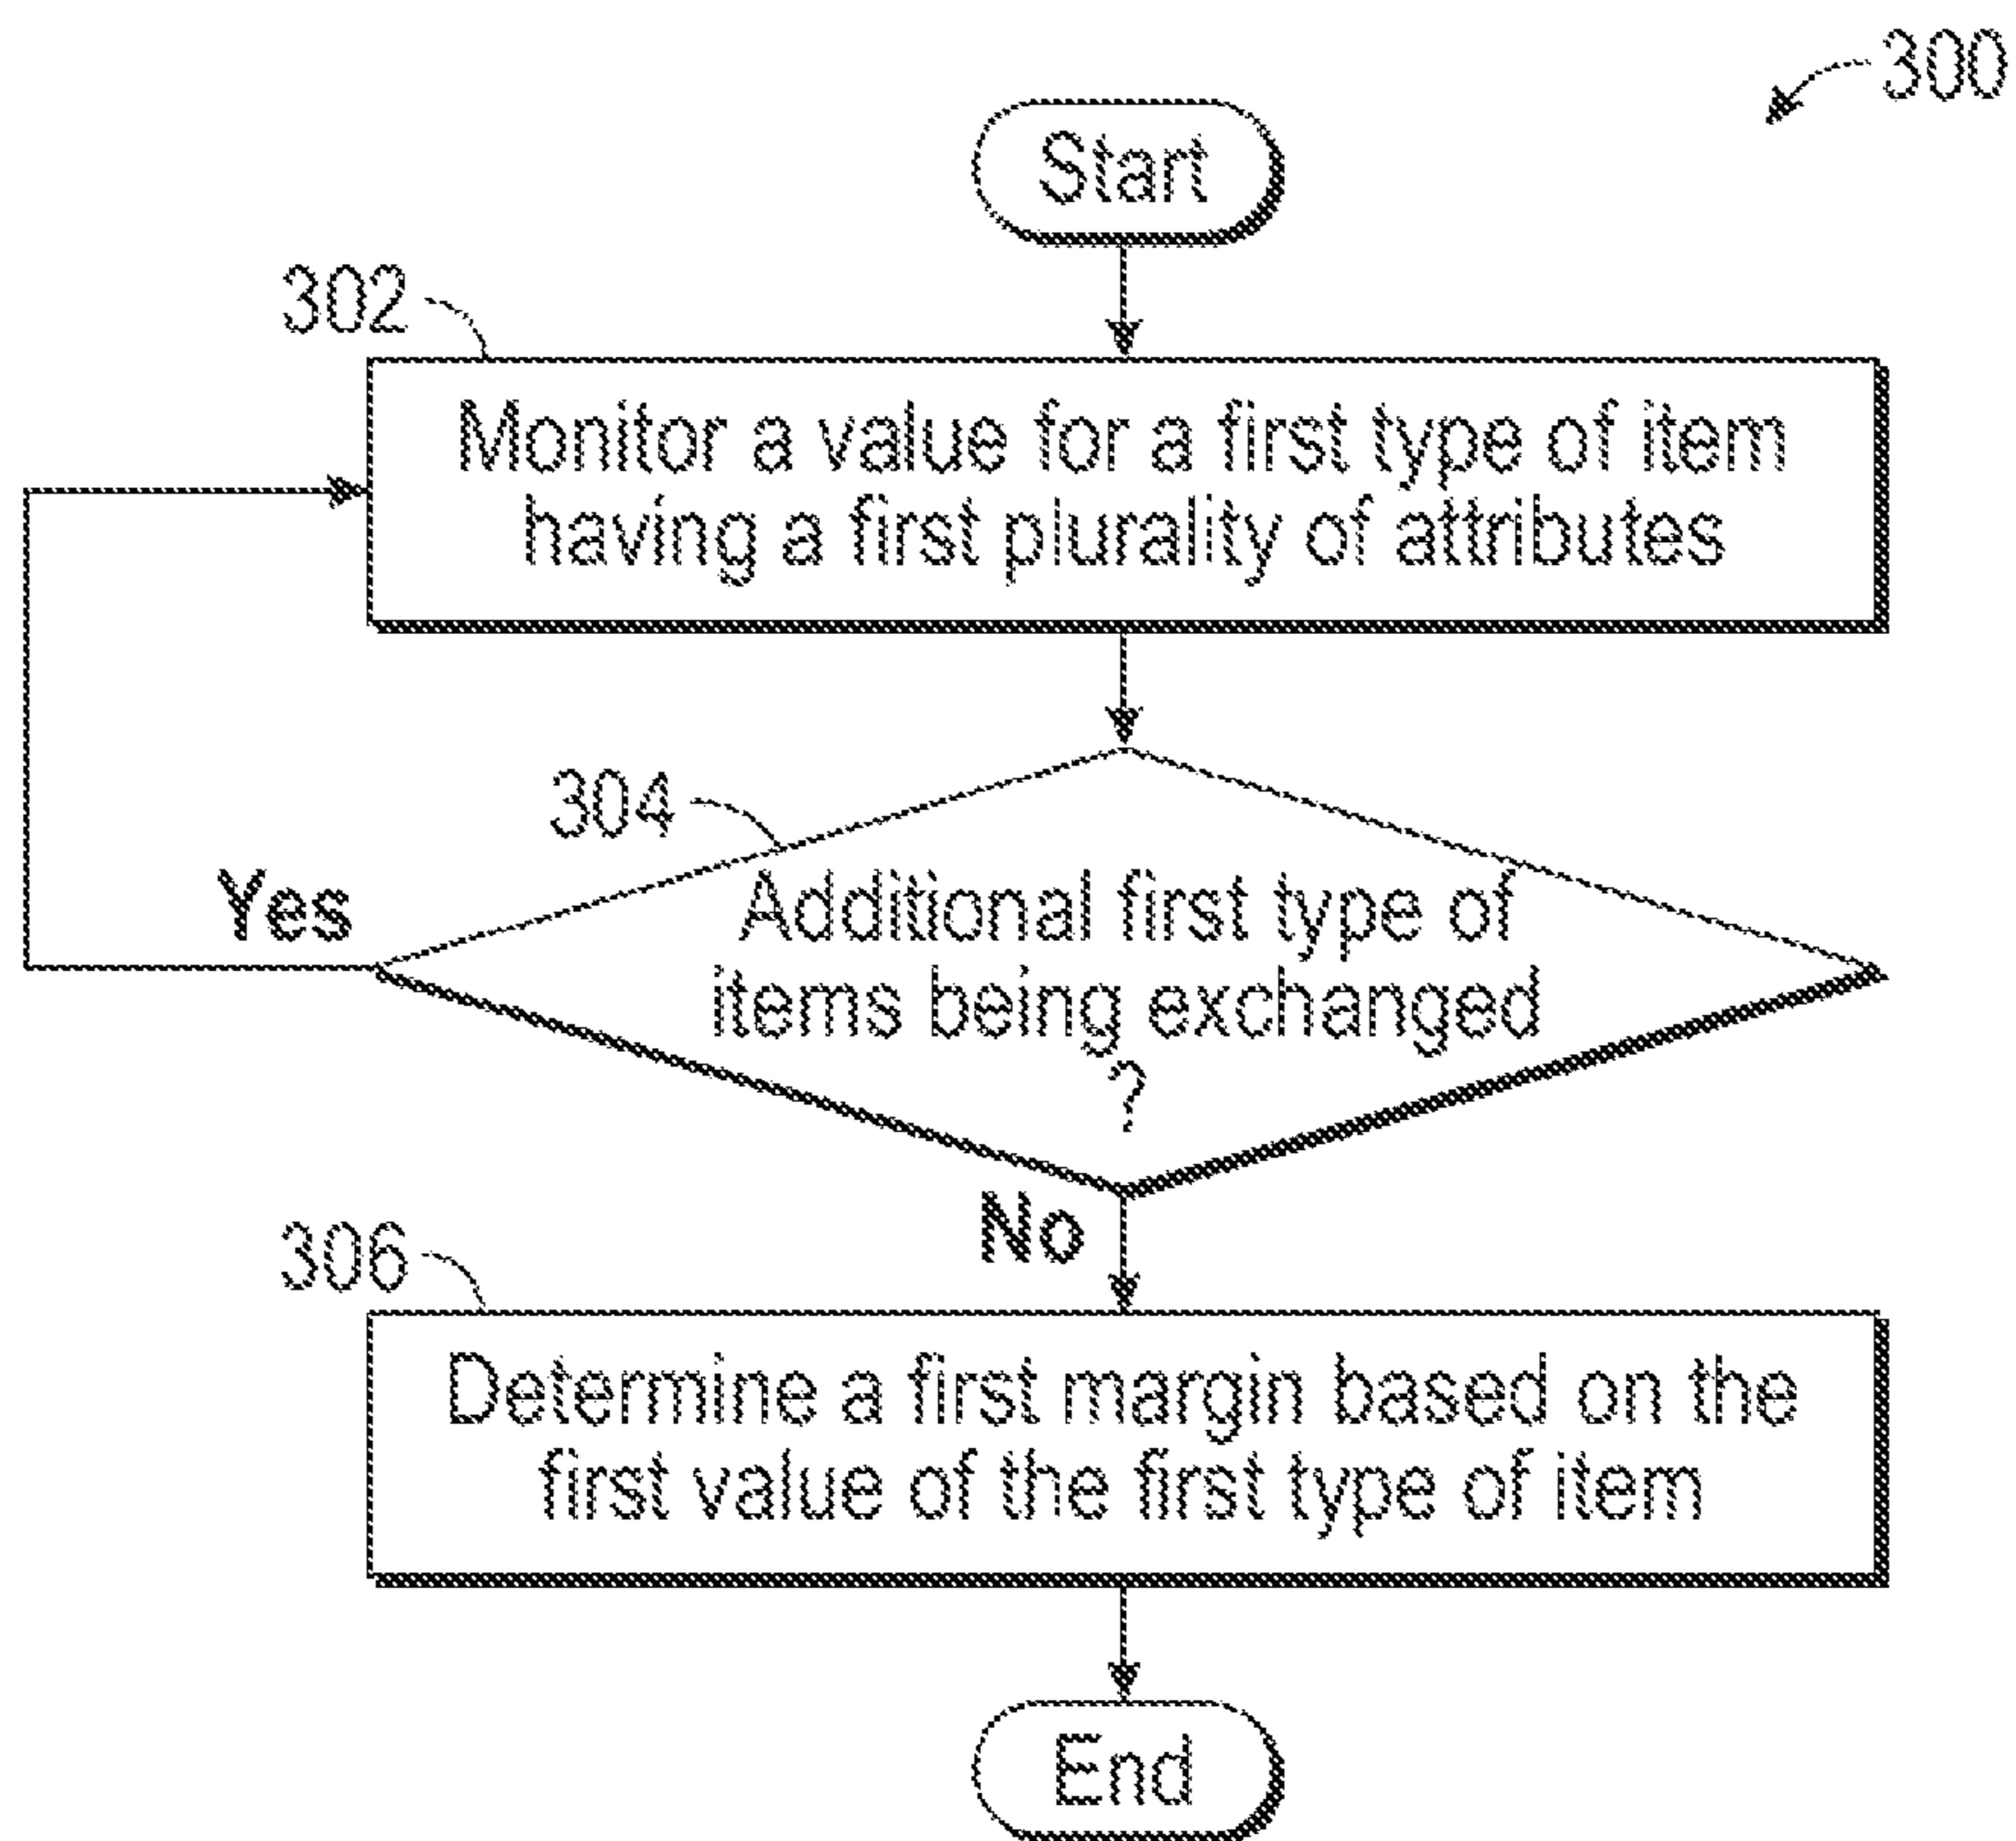 300
Start
302
Monitor a value for a first type of item
having a first plurality of attributes
304
Yes
Additional first type of
items being exchanged
?
No
306
Determine a first margin based on the
first value of the first type of item
End